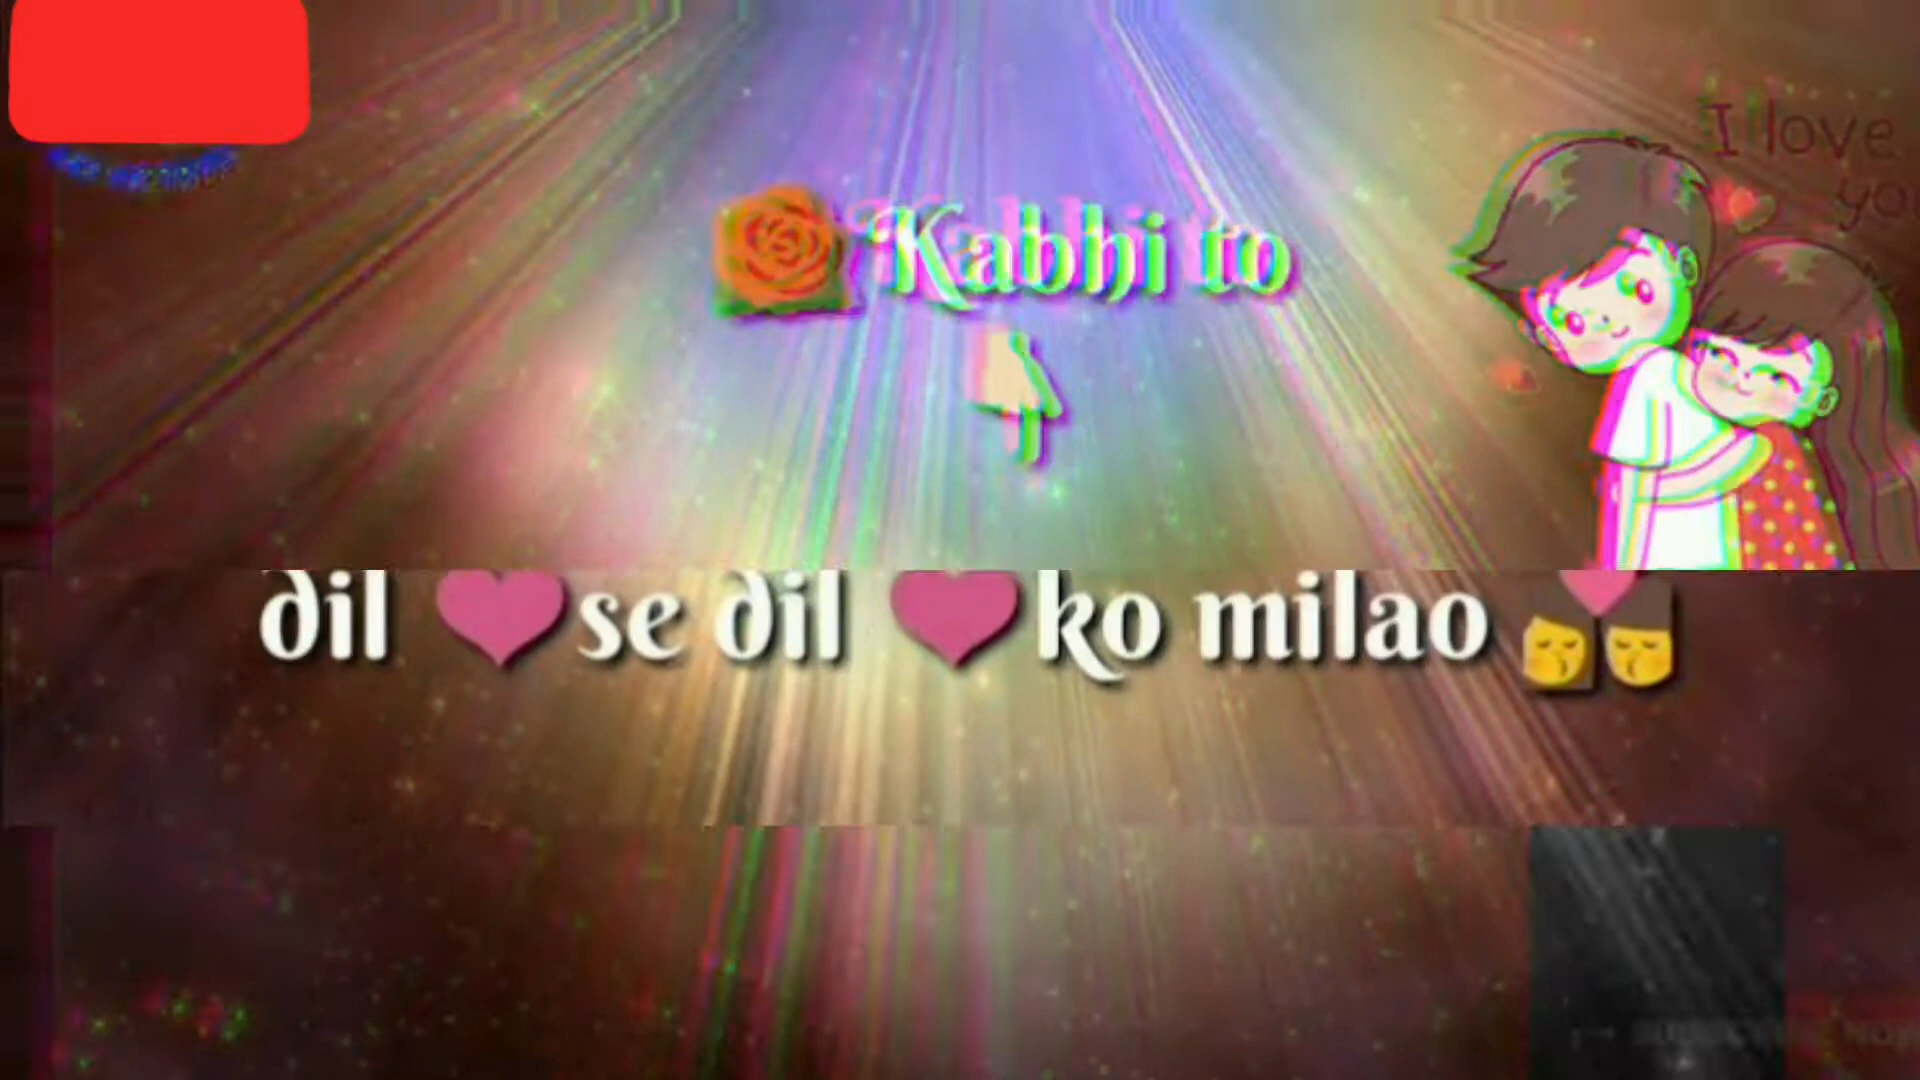 I love
you
🌹Kabhi to
👇
dil 💗se dil 💗ko milao 💏